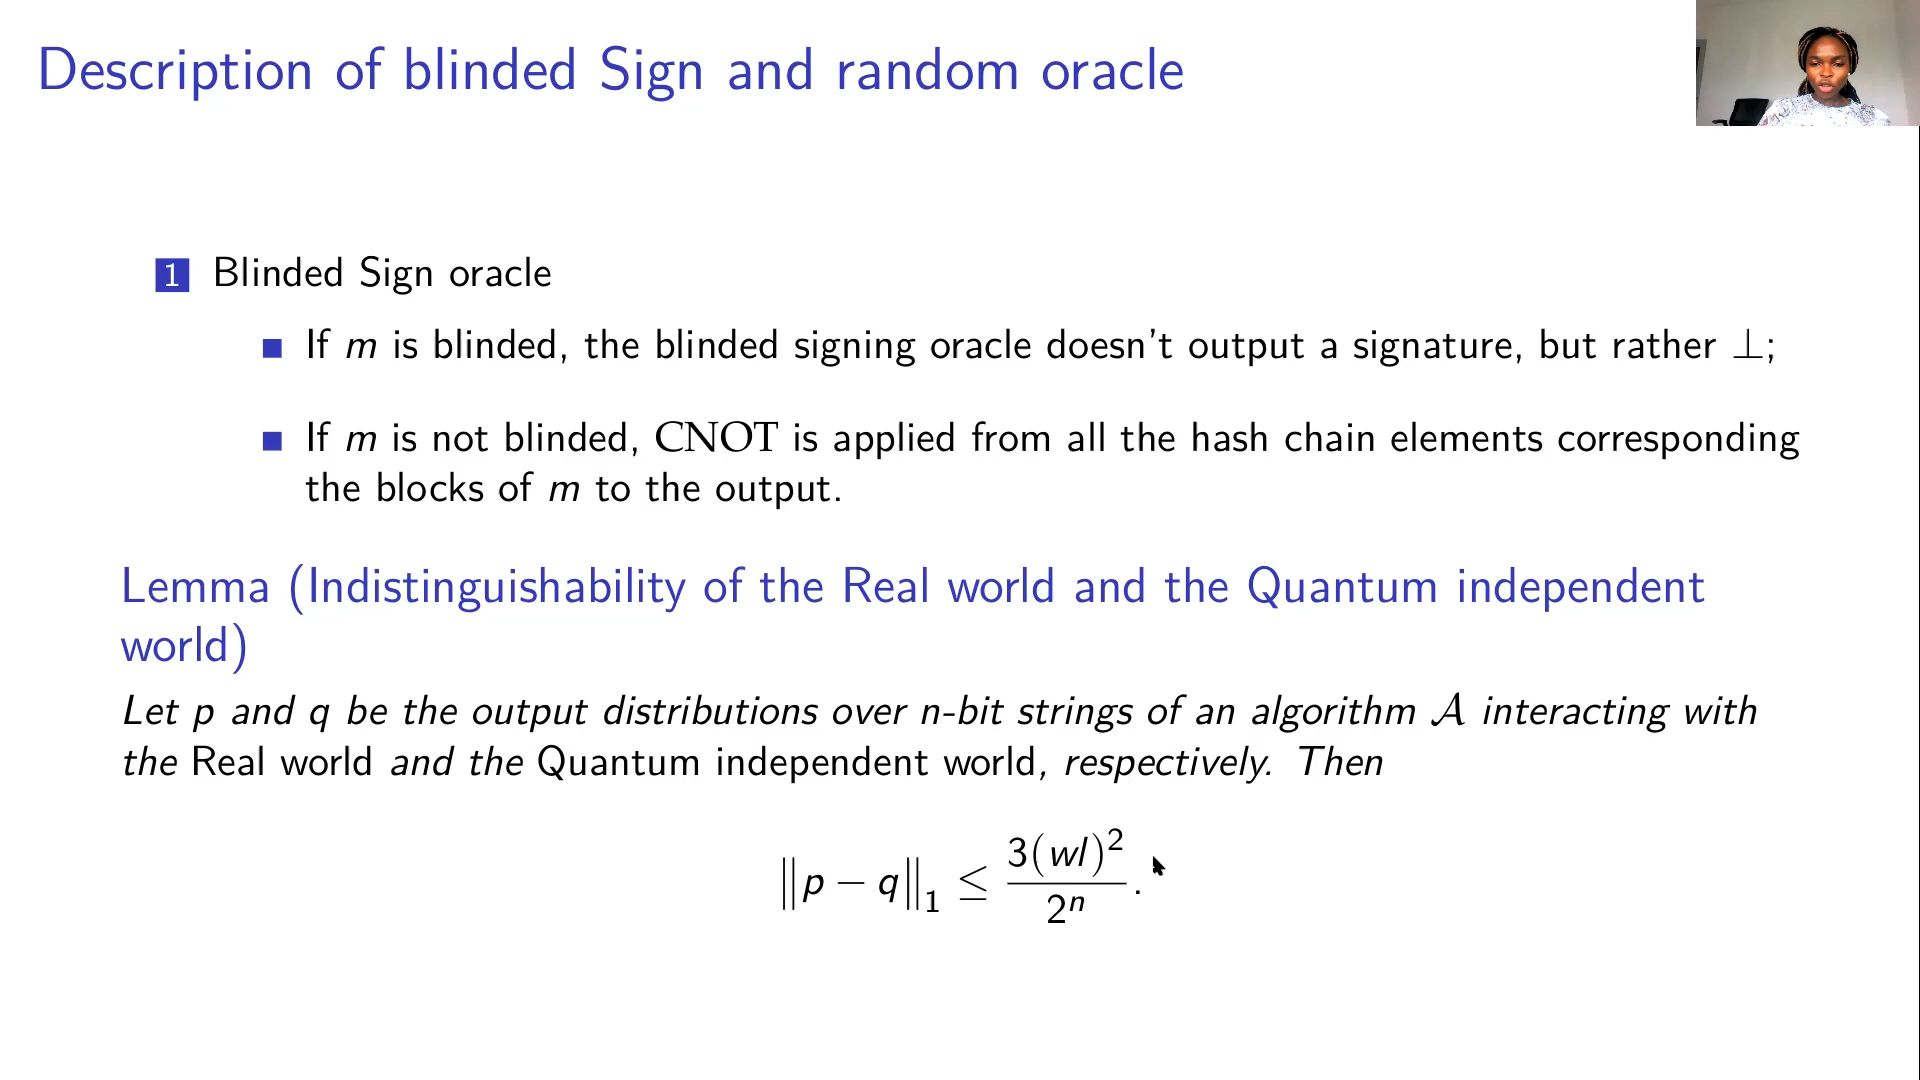 Description of blinded Sign and random oracle
1 Blinded Sign oracle
■ If m is blinded, the blinded signing oracle doesn't output a signature, but rather ⊥;
■ If m is not blinded, CNOT is applied from all the hash chain elements corresponding
the blocks of m to the output.
Lemma (Indistinguishability of the Real world and the Quantum independent
world)
Let p and q be the output distributions over n-bit strings of an algorithm 𝒜 interacting with
the Real world and the Quantum independent world, respectively. Then
‖p − q‖₁ ≤ 3(wl)² / 2ⁿ.